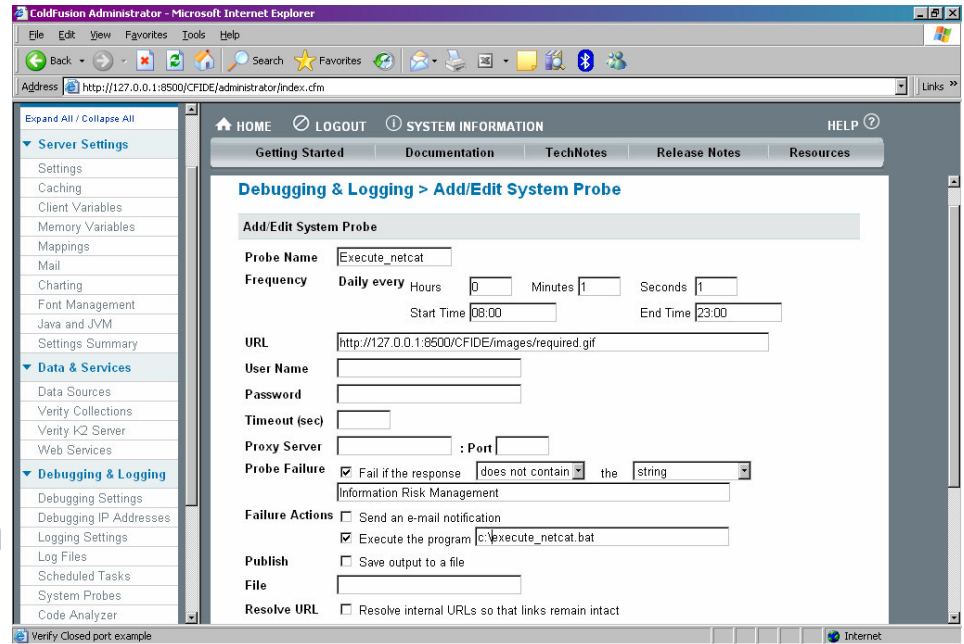 ColdFusion Administrator - Microsoft Internet Explorer
File Edit View Favorites Tools Help
Back Search Favorites
Address http://127.0.0.1:8500/CFIDE/administrator/index.cfm Links »
Expand All / Collapse All
HOME LOGOUT SYSTEM INFORMATION HELP
Getting Started Documentation TechNotes Release Notes Resources
Server Settings
Settings
Caching
Client Variables
Memory Variables
Mappings
Mail
Charting
Font Management
Java and JVM
Settings Summary
Data & Services
Data Sources
Verity Collections
Verity K2 Server
Web Services
Debugging & Logging
Debugging Settings
Debugging IP Addresses
Logging Settings
Log Files
Scheduled Tasks
System Probes
Code Analyzer
Debugging & Logging > Add/Edit System Probe
Add/Edit System Probe
Probe Name Execute_netcat
Frequency Daily every Hours 0 Minutes 1 Seconds 1
Start Time 08:00 End Time 23:00
URL http://127.0.0.1:8500/CFIDE/images/required.gif
User Name
Password
Timeout (sec)
Proxy Server : Port
Probe Failure Fail if the response does not contain the string
Information Risk Management
Failure Actions Send an e-mail notification
Execute the program c:\execute_netcat.bat
Publish Save output to a file
File
Resolve URL Resolve internal URLs so that links remain intact
Verify Closed port example Internet